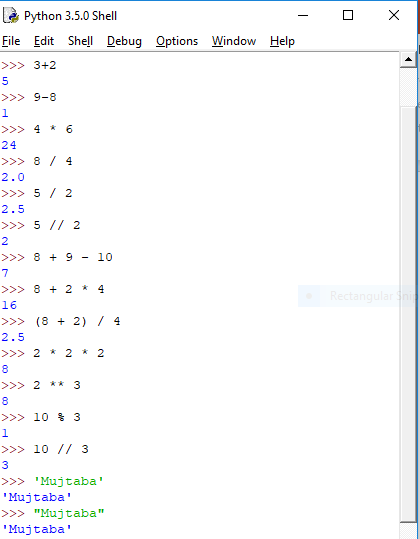 Python 3.5.0 Shell
File Edit Shell Debug Options Window Help
>>> 3+2
5
>>> 9-8
1
>>> 4 * 6
24
>>> 8 / 4
2.0
>>> 5 / 2
2.5
>>> 5 // 2
2
>>> 8 + 9 - 10
7
>>> 8 + 2 * 4
16
>>> (8 + 2) / 4
2.5
>>> 2 * 2 * 2
8
>>> 2 ** 3
8
>>> 10 % 3
1
>>> 10 // 3
3
>>> 'Mujtaba'
'Mujtaba'
>>> "Mujtaba"
'Mujtaba'
Rectangular Snip